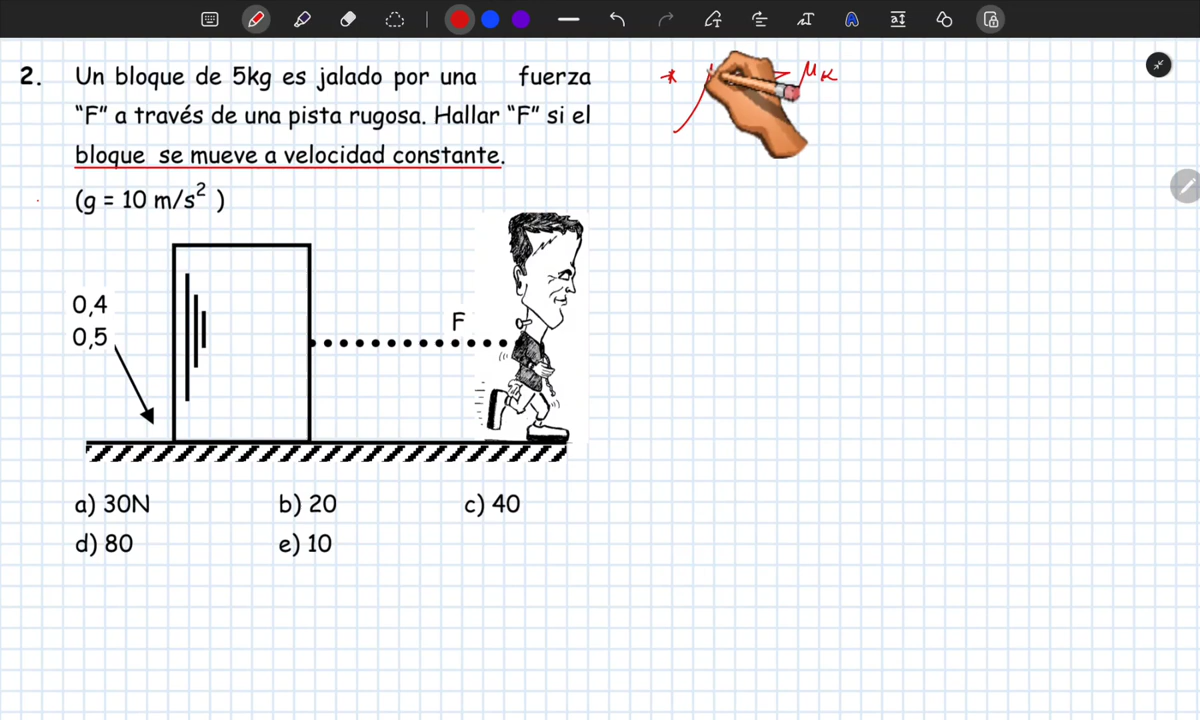 2. Un bloque de 5kg es jalado por una fuerza
“F” a través de una pista rugosa. Hallar “F” si el
bloque se mueve a velocidad constante.
(g = 10 m/s² )
* μK
0,4
0,5
F
a) 30N b) 20 c) 40
d) 80 e) 10